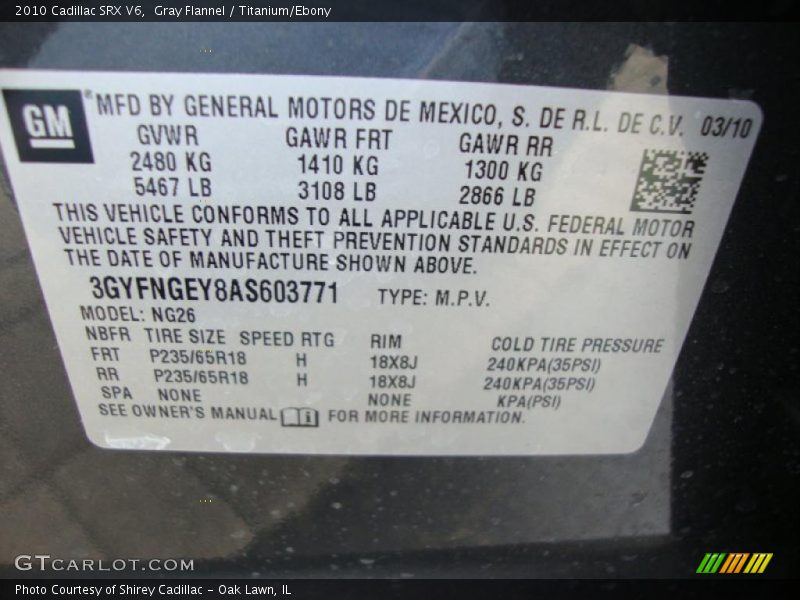 2010 Cadillac SRX V6,  Gray Flannel / Titanium/Ebony
GM
® MFD BY GENERAL MOTORS DE MEXICO, S. DE R.L. DE C.V. 03/10
GVWR GAWR FRT GAWR RR
2480 KG 1410 KG 1300 KG
5467 LB 3108 LB 2866 LB
THIS VEHICLE CONFORMS TO ALL APPLICABLE U.S. FEDERAL MOTOR
VEHICLE SAFETY AND THEFT PREVENTION STANDARDS IN EFFECT ON
THE DATE OF MANUFACTURE SHOWN ABOVE.
3GYFNGEY8AS603771 TYPE: M.P.V.
MODEL: NG26
NBFR TIRE SIZE SPEED RTG RIM COLD TIRE PRESSURE
FRT P235/65R18 H 18X8J 240KPA(35PSI)
RR P235/65R18 H 18X8J 240KPA(35PSI)
SPA NONE NONE KPA(PSI)
SEE OWNER'S MANUAL i FOR MORE INFORMATION.
GTCARLOT.COM
Photo Courtesy of Shirey Cadillac - Oak Lawn, IL